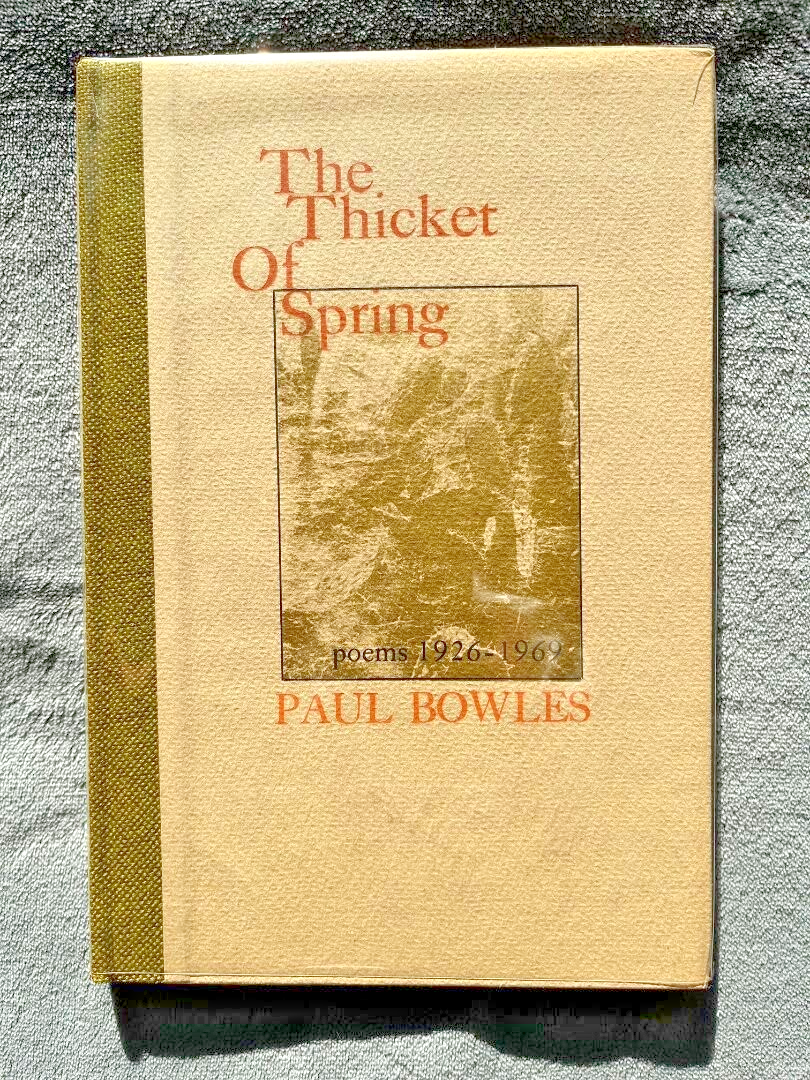 The
Thicket
Of
Spring
poems 1926-1969
PAUL BOWLES